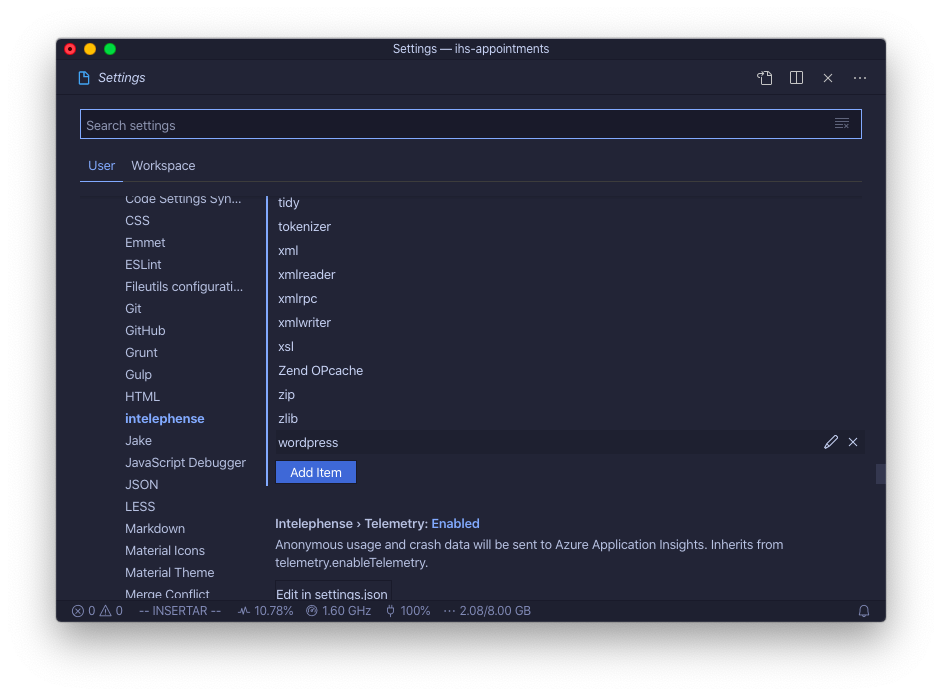 Settings — ihs-appointments
Settings
Search settings
User Workspace
Code Settings Syn...
CSS
Emmet
ESLint
Fileutils configurati...
Git
GitHub
Grunt
Gulp
HTML
intelephense
Jake
JavaScript Debugger
JSON
LESS
Markdown
Material Icons
Material Theme
Merge Conflict
tidy
tokenizer
xml
xmlreader
xmlrpc
xmlwriter
xsl
Zend OPcache
zip
zlib
wordpress
Add Item
Intelephense › Telemetry: Enabled
Anonymous usage and crash data will be sent to Azure Application Insights. Inherits from
telemetry.enableTelemetry.
Edit in settings.json
0 0 -- INSERTAR -- 10.78% 1.60 GHz 100% ··· 2.08/8.00 GB